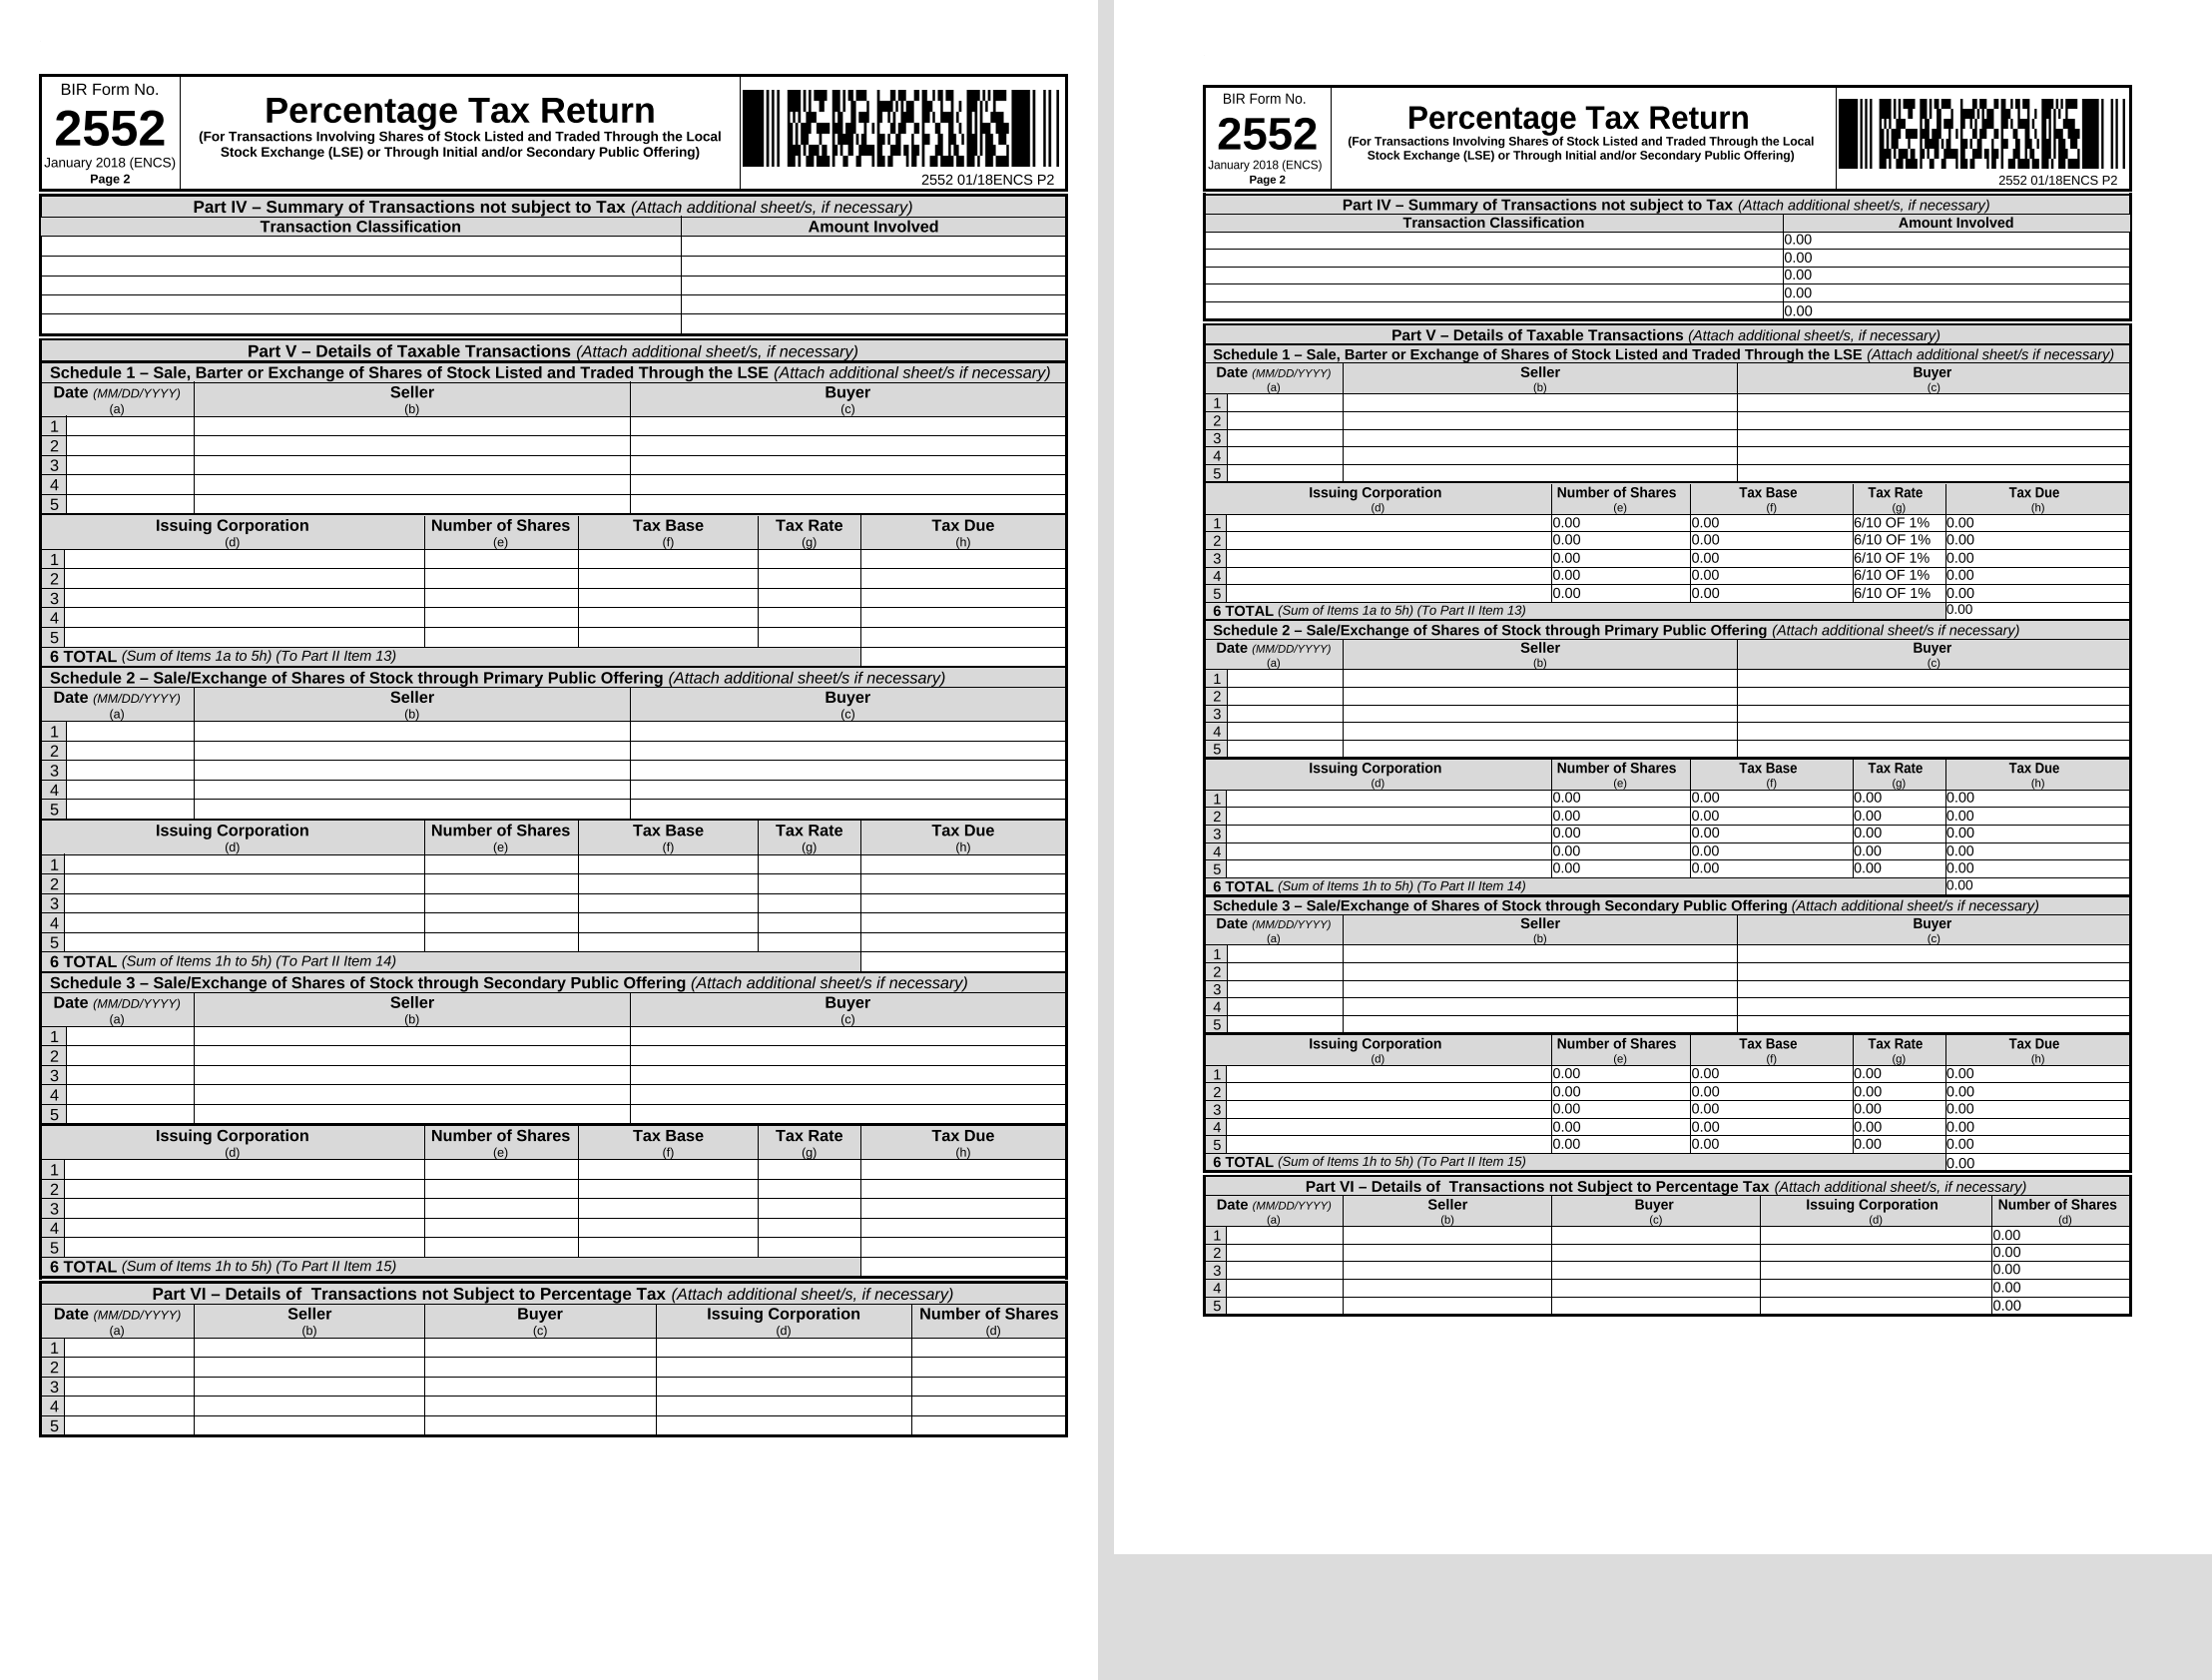 BIR Form No.
2552
January 2018 (ENCS)
Page 2
Percentage Tax Return
(For Transactions Involving Shares of Stock Listed and Traded Through the Local
Stock Exchange (LSE) or Through Initial and/or Secondary Public Offering)
2552 01/18ENCS P2
Part IV – Summary of Transactions not subject to Tax (Attach additional sheet/s, if necessary)
Transaction Classification Amount Involved
Part V – Details of Taxable Transactions (Attach additional sheet/s, if necessary)
Schedule 1 – Sale, Barter or Exchange of Shares of Stock Listed and Traded Through the LSE (Attach additional sheet/s if necessary)
Date (MM/DD/YYYY) Seller Buyer
(a) (b) (c)
1
2
3
4
5
Issuing Corporation Number of Shares Tax Base Tax Rate Tax Due
(d) (e) (f) (g) (h)
1
2
3
4
5
6 TOTAL (Sum of Items 1a to 5h) (To Part II Item 13)
Schedule 2 – Sale/Exchange of Shares of Stock through Primary Public Offering (Attach additional sheet/s if necessary)
Date (MM/DD/YYYY) Seller Buyer
(a) (b) (c)
1
2
3
4
5
Issuing Corporation Number of Shares Tax Base Tax Rate Tax Due
(d) (e) (f) (g) (h)
1
2
3
4
5
6 TOTAL (Sum of Items 1h to 5h) (To Part II Item 14)
Schedule 3 – Sale/Exchange of Shares of Stock through Secondary Public Offering (Attach additional sheet/s if necessary)
Date (MM/DD/YYYY) Seller Buyer
(a) (b) (c)
1
2
3
4
5
Issuing Corporation Number of Shares Tax Base Tax Rate Tax Due
(d) (e) (f) (g) (h)
1
2
3
4
5
6 TOTAL (Sum of Items 1h to 5h) (To Part II Item 15)
Part VI – Details of Transactions not Subject to Percentage Tax (Attach additional sheet/s, if necessary)
Date (MM/DD/YYYY) Seller Buyer Issuing Corporation Number of Shares
(a) (b) (c) (d) (d)
1
2
3
4
5
BIR Form No.
2552
January 2018 (ENCS)
Page 2
Percentage Tax Return
(For Transactions Involving Shares of Stock Listed and Traded Through the Local
Stock Exchange (LSE) or Through Initial and/or Secondary Public Offering)
2552 01/18ENCS P2
Part IV – Summary of Transactions not subject to Tax (Attach additional sheet/s, if necessary)
Transaction Classification Amount Involved
0.00
0.00
0.00
0.00
0.00
Part V – Details of Taxable Transactions (Attach additional sheet/s, if necessary)
Schedule 1 – Sale, Barter or Exchange of Shares of Stock Listed and Traded Through the LSE (Attach additional sheet/s, if necessary)
Date (MM/DD/YYYY) Seller Buyer
(a) (b) (c)
1
2
3
4
5
Issuing Corporation Number of Shares Tax Base Tax Rate Tax Due
(d) (e) (f) (g) (h)
1 0.00 0.00 6/10 OF 1% 0.00
2 0.00 0.00 6/10 OF 1% 0.00
3 0.00 0.00 6/10 OF 1% 0.00
4 0.00 0.00 6/10 OF 1% 0.00
5 0.00 0.00 6/10 OF 1% 0.00
6 TOTAL (Sum of Items 1a to 5h) (To Part II Item 13) 0.00
Schedule 2 – Sale/Exchange of Shares of Stock through Primary Public Offering (Attach additional sheet/s if necessary)
Date (MM/DD/YYYY) Seller Buyer
(a) (b) (c)
1
2
3
4
5
Issuing Corporation Number of Shares Tax Base Tax Rate Tax Due
(d) (e) (f) (g) (h)
1 0.00 0.00 0.00 0.00
2 0.00 0.00 0.00 0.00
3 0.00 0.00 0.00 0.00
4 0.00 0.00 0.00 0.00
5 0.00 0.00 0.00 0.00
6 TOTAL (Sum of Items 1h to 5h) (To Part II Item 14) 0.00
Schedule 3 – Sale/Exchange of Shares of Stock through Secondary Public Offering (Attach additional sheet/s if necessary)
Date (MM/DD/YYYY) Seller Buyer
(a) (b) (c)
1
2
3
4
5
Issuing Corporation Number of Shares Tax Base Tax Rate Tax Due
(d) (e) (f) (g) (h)
1 0.00 0.00 0.00 0.00
2 0.00 0.00 0.00 0.00
3 0.00 0.00 0.00 0.00
4 0.00 0.00 0.00 0.00
5 0.00 0.00 0.00 0.00
6 TOTAL (Sum of Items 1h to 5h) (To Part II Item 15) 0.00
Part VI – Details of Transactions not Subject to Percentage Tax (Attach additional sheet/s, if necessary)
Date (MM/DD/YYYY) Seller Buyer Issuing Corporation Number of Shares
(a) (b) (c) (d) (d)
1 0.00
2 0.00
3 0.00
4 0.00
5 0.00